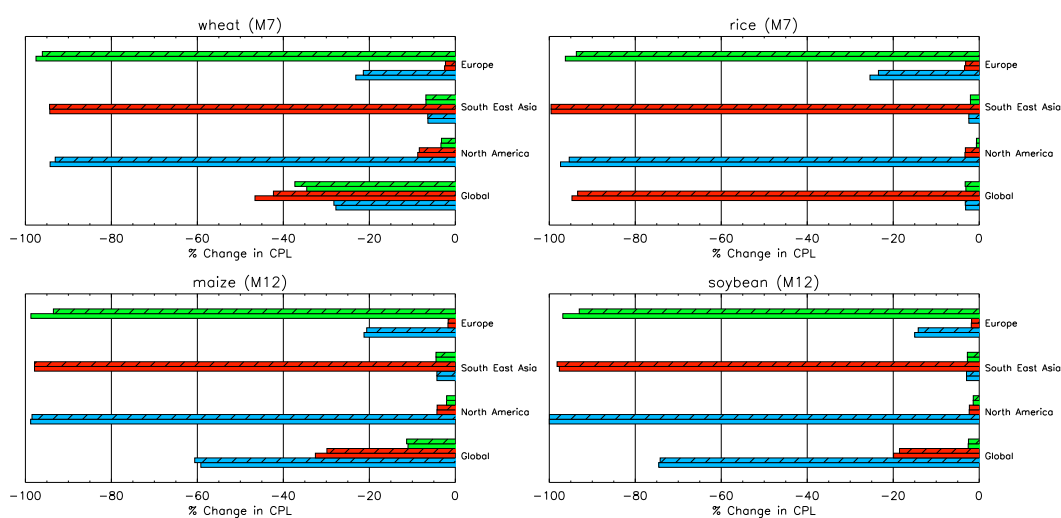 wheat (M7)
Europe
South East Asia
North America
Global
-100 -80 -60 -40 -20 -0
% Change in CPL
rice (M7)
Europe
South East Asia
North America
Global
-100 -80 -60 -40 -20 0
% Change in CPL
maize (M12)
Europe
South East Asia
North America
Global
-100 -80 -60 -40 -20 -0
% Change in CPL
soybean (M12)
Europe
South East Asia
North America
Global
-100 -80 -60 -40 -20 0
% Change in CPL